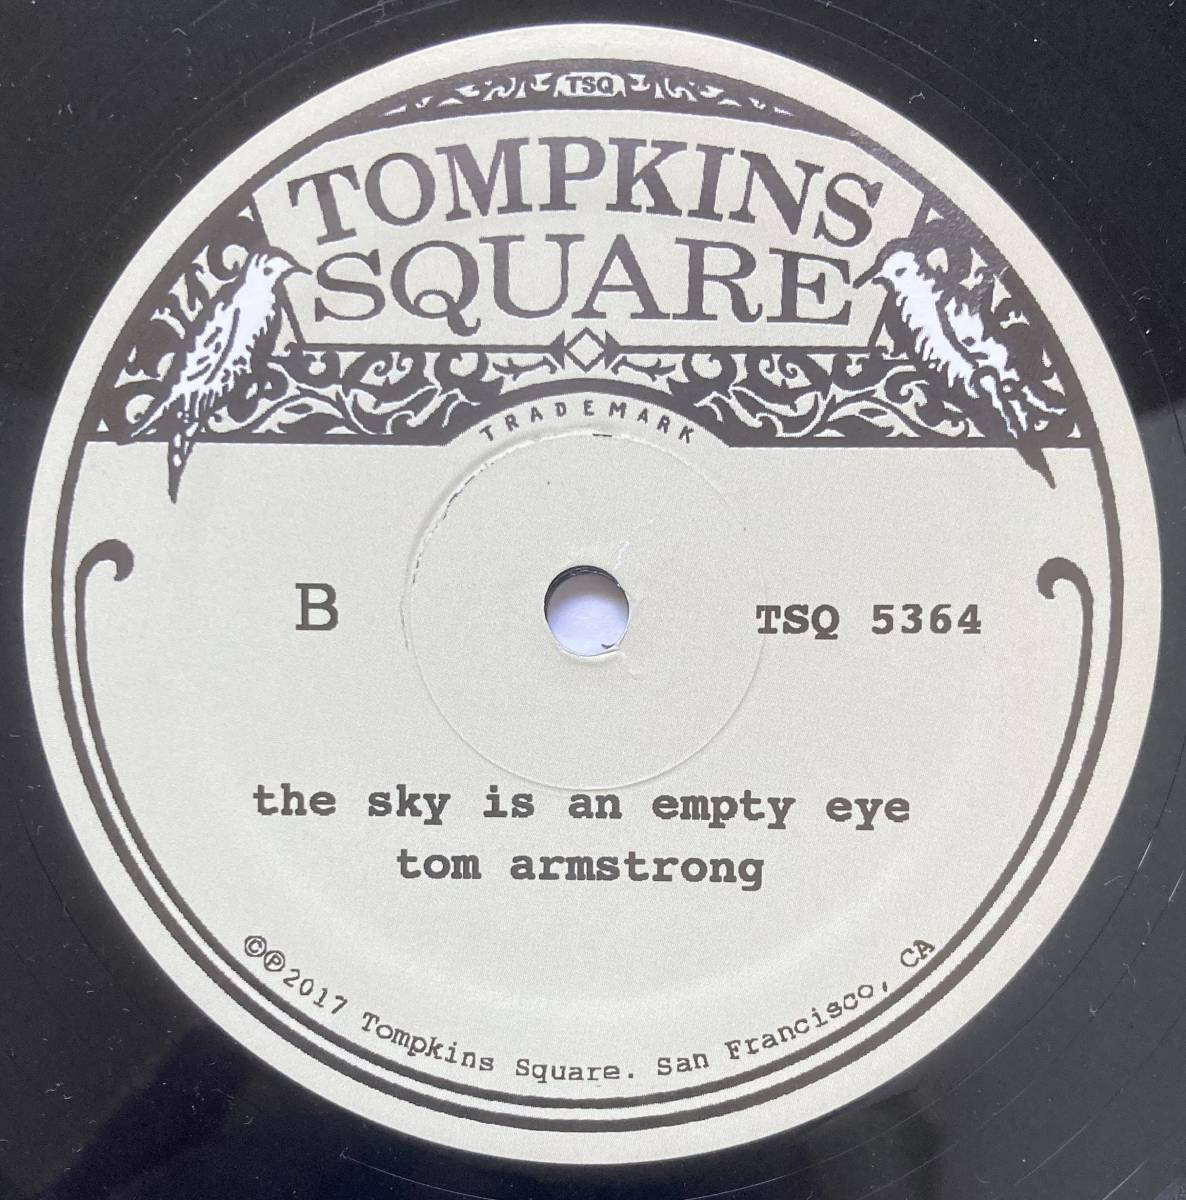 TSQ
TOMPKINS
SQUARE
TRADEMARK
B
TSQ 5364
the sky is an empty eye
tom armstrong
©℗2017 Tompkins Square. San Francisco, CA